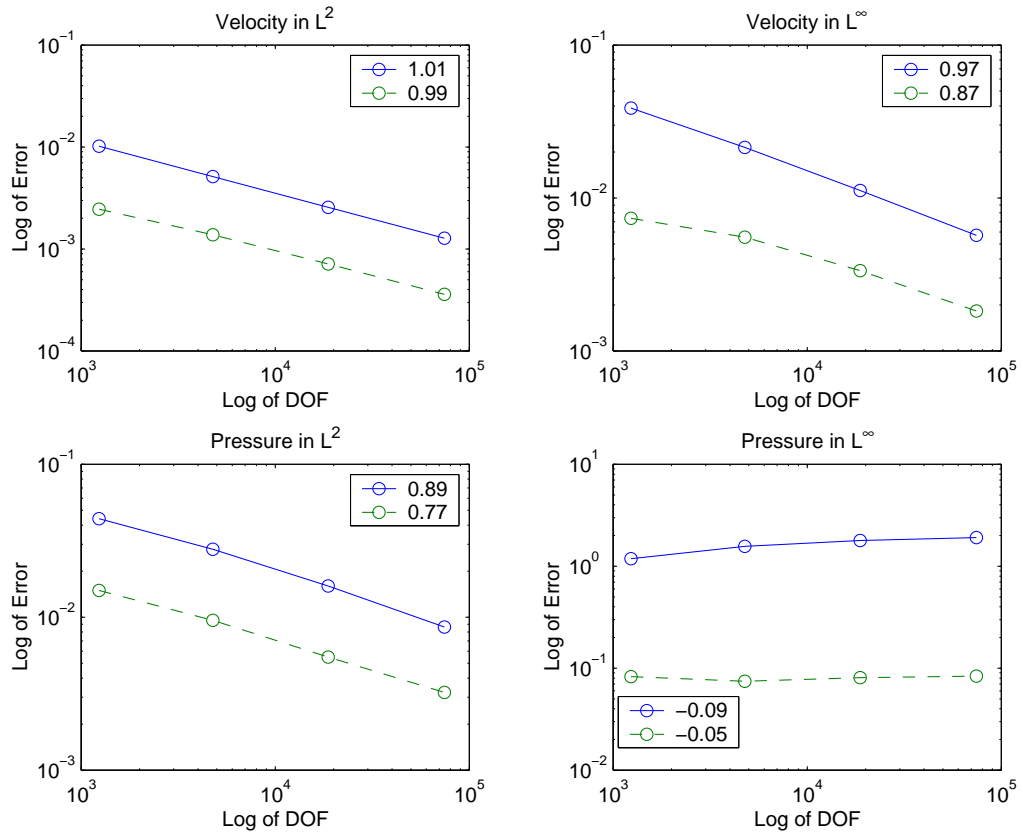 Velocity in L^2
10^-1
10^-2
10^-3
10^-4
Log of Error
1.01
0.99
10^3
10^4
10^5
Log of DOF
Velocity in L^∞
10^-1
10^-2
10^-3
Log of Error
0.97
0.87
10^3
10^4
10^5
Log of DOF
Pressure in L^2
10^-1
10^-2
10^-3
Log of Error
0.89
0.77
10^3
10^4
10^5
Log of DOF
Pressure in L^∞
10^1
10^0
10^-1
10^-2
Log of Error
−0.09
−0.05
10^3
10^4
10^5
Log of DOF